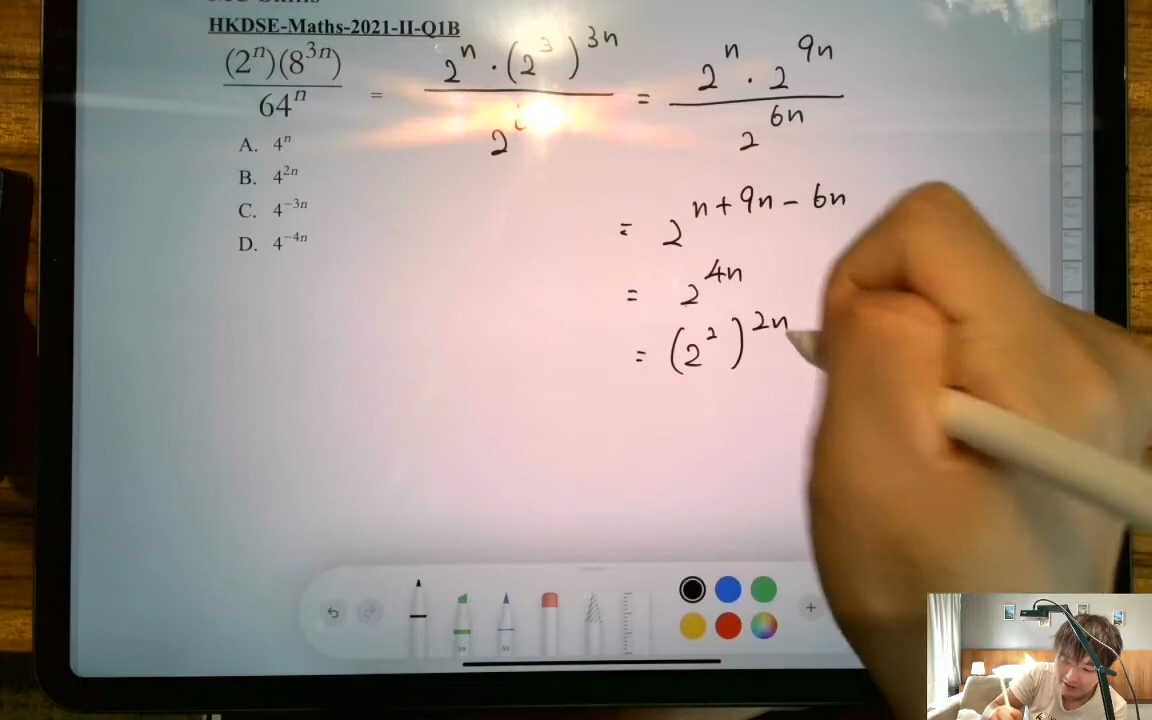 HKDSE-Maths-2021-II-Q1B
(2ⁿ)(8³ⁿ) / 64ⁿ = 2ⁿ · (2³)³ⁿ / 2 = 2ⁿ · 2⁹ⁿ / 2⁶ⁿ
A. 4ⁿ
B. 4²ⁿ
C. 4⁻³ⁿ
D. 4⁻⁴ⁿ
= 2ⁿ⁺⁹ⁿ⁻⁶ⁿ
= 2⁴ⁿ
= (2²)²ⁿ